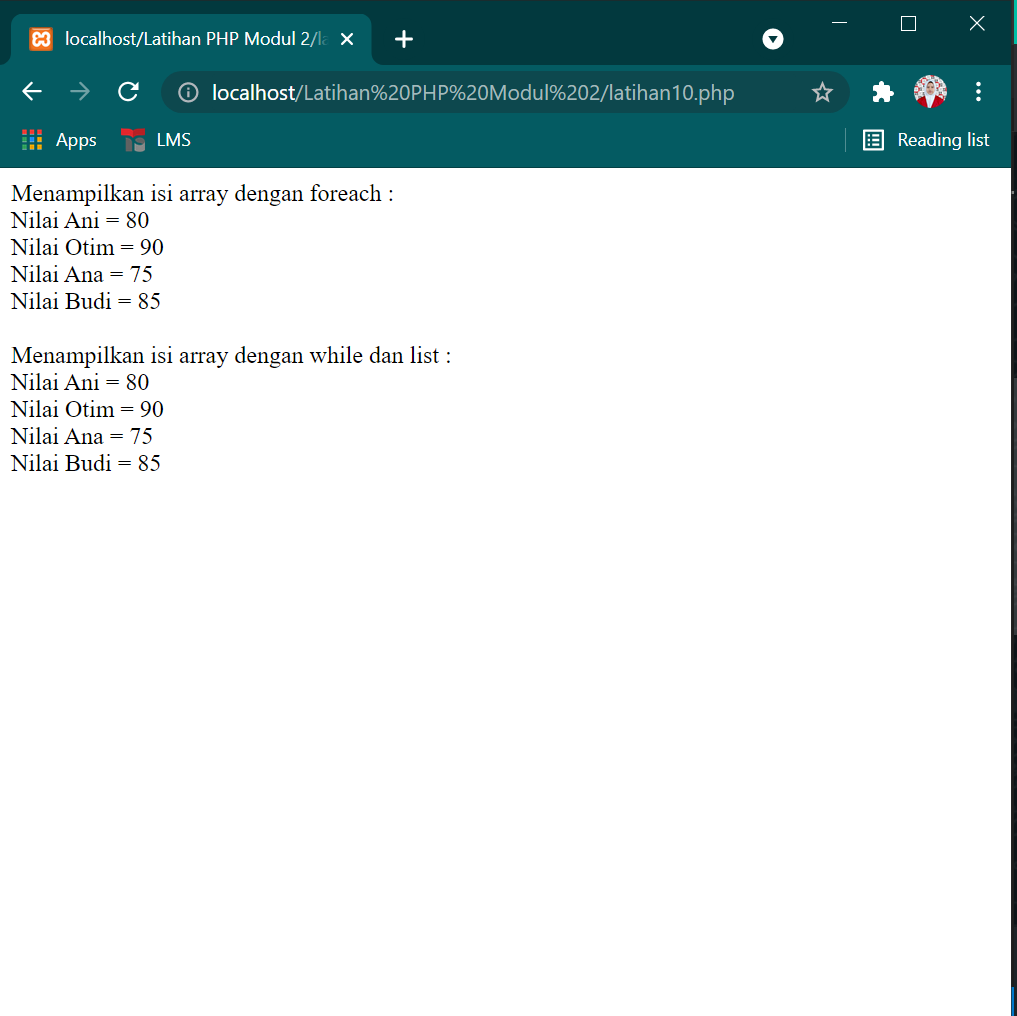 localhost/Latihan PHP Modul 2/la
localhost/Latihan%20PHP%20Modul%202/latihan10.php
Apps
LMS
Reading list
Menampilkan isi array dengan foreach :
Nilai Ani = 80
Nilai Otim = 90
Nilai Ana = 75
Nilai Budi = 85
Menampilkan isi array dengan while dan list :
Nilai Ani = 80
Nilai Otim = 90
Nilai Ana = 75
Nilai Budi = 85